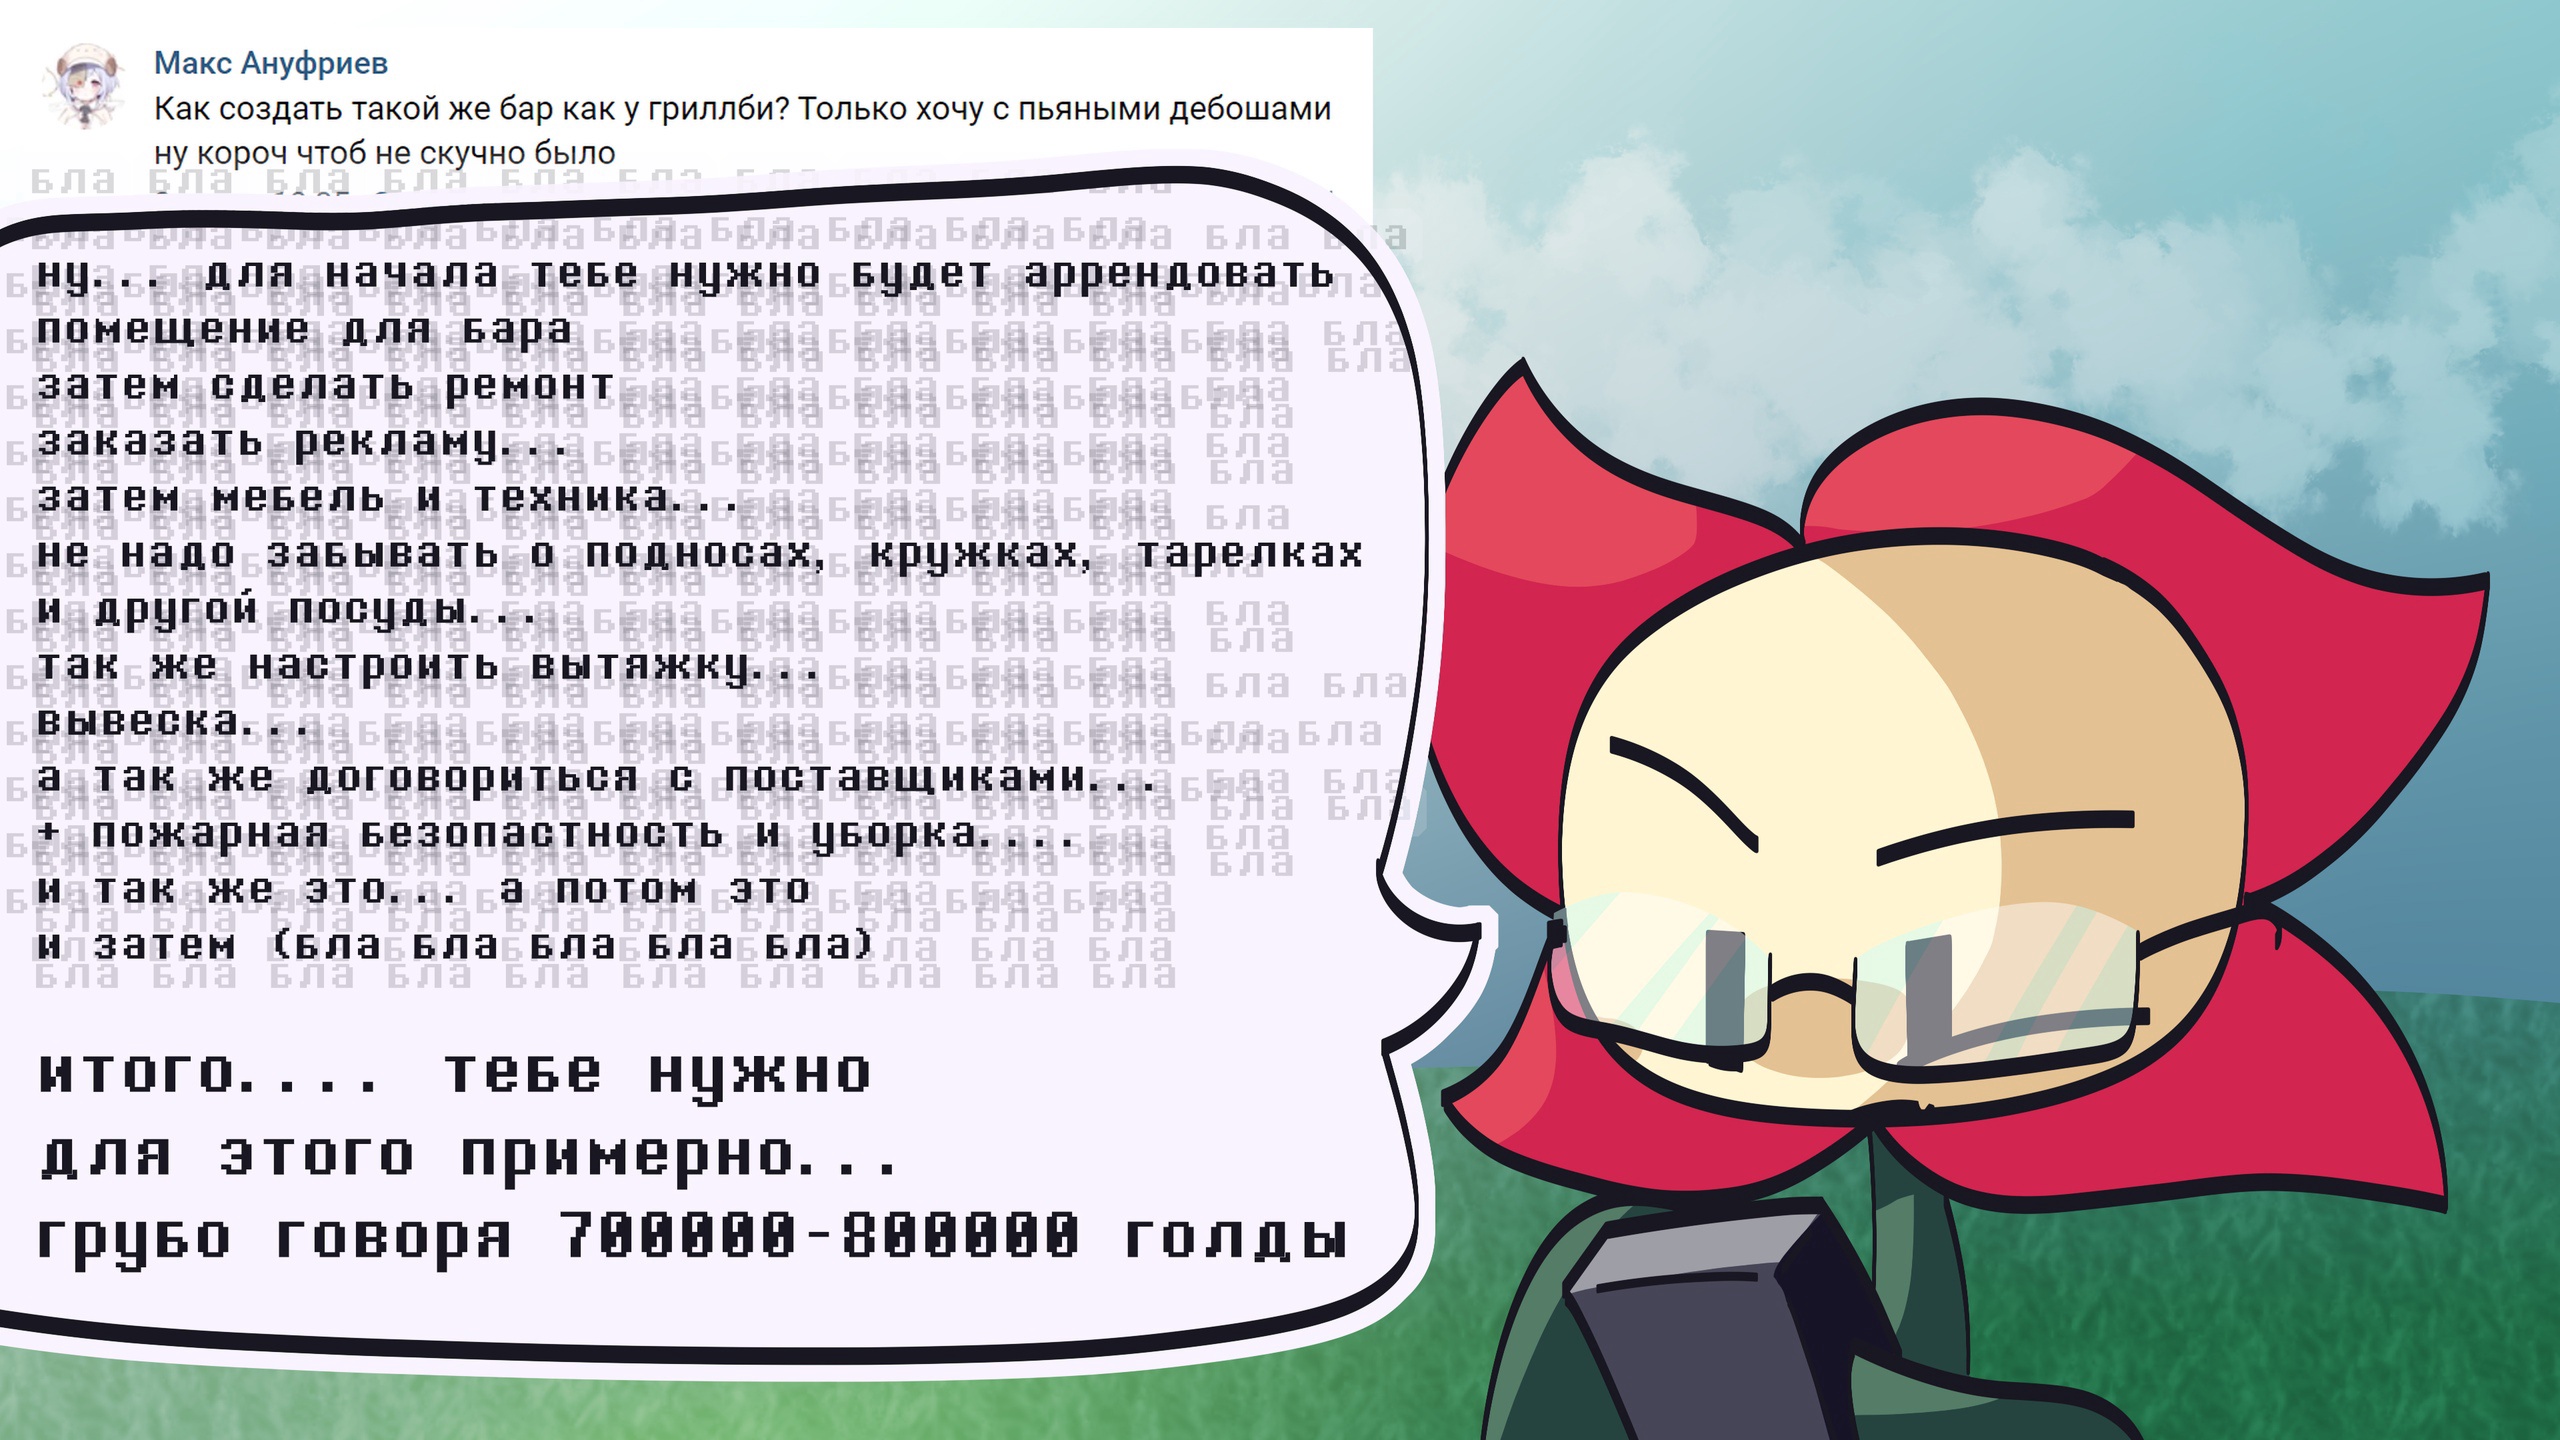 Макс Ануфриев
Как создать такой же бар как у гриллби? Только хочу с пьяными дебошами
ну короч чтоб не скучно было
ну... для начала тебе нужно будет аррендовать
помещение для бара
затем сделать ремонт
заказать рекламу...
затем мебель и техника...
не надо забывать о подносах, кружках, тарелках
и другой посуды...
так же настроить вытяжку...
вывеска...
а так же договориться с поставщиками...
+ пожарная безопастность и уборка....
и так же это... а потом это
и затем (бла бла бла бла бла)
итого.... тебе нужно
для этого примерно...
грубо говоря 700000-800000 голды